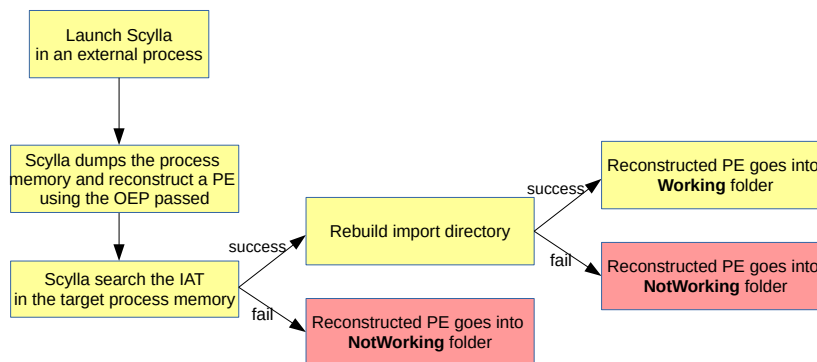 Launch Scylla
in an external process
Scylla dumps the process
memory and reconstruct a PE
using the OEP passed
Scylla search the IAT
in the target process memory
success
fail
Rebuild import directory
Reconstructed PE goes into
NotWorking folder
success
fail
Reconstructed PE goes into
Working folder
Reconstructed PE goes into
NotWorking folder